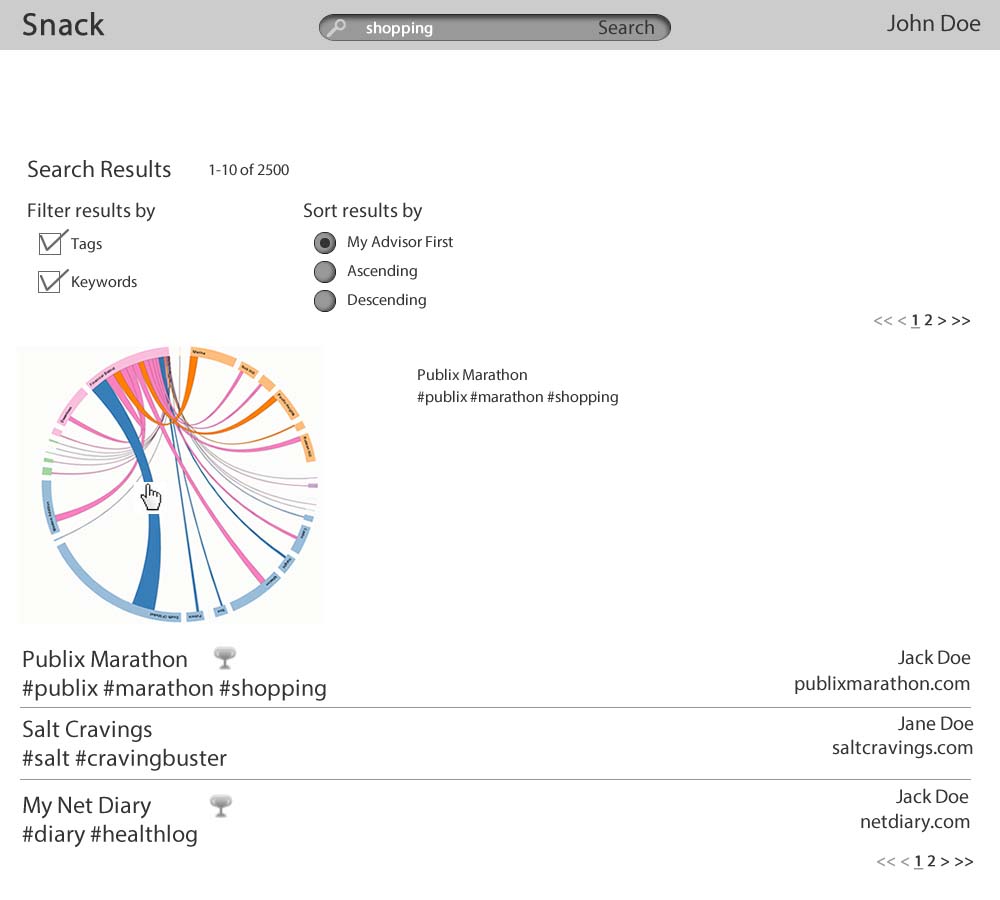 Snack
shopping
Search
John Doe
Search Results
1-10 of 2500
Filter results by
Sort results by
Tags
My Advisor First
Keywords
Ascending
Descending
<< < 1 2 > >>
Publix Marathon
#publix #marathon #shopping
Publix Marathon
Jack Doe
#publix #marathon #shopping
publixmarathon.com
Salt Cravings
Jane Doe
#salt #cravingbuster
saltcravings.com
My Net Diary
Jack Doe
#diary #healthlog
netdiary.com
<< < 1 2 > >>